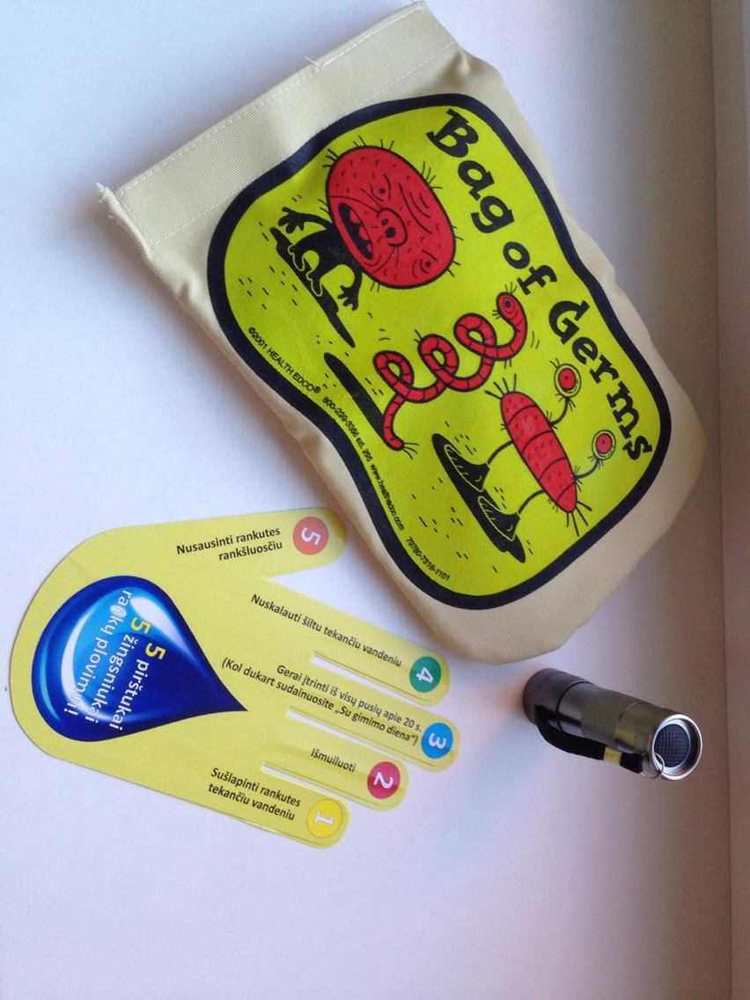 Bag of Germs
©2001 HEALTH EDCO® 800-299-3366 ext. 295 www.healthedco.com 79780-7318-1101
5 pirštukai
5 žingsniukai
rankų plovimui!
5
Nusausinti rankutes
rankšluosčiu
4
Nuskalauti šiltu tekančiu vandeniu
3
Gerai įtrinti iš visų pusių apie 20 s.
(Kol dukart sudainuosite „Su gimimo diena“)
2
Išmuiluoti
1
Sušlapinti rankutes
tekančiu vandeniu